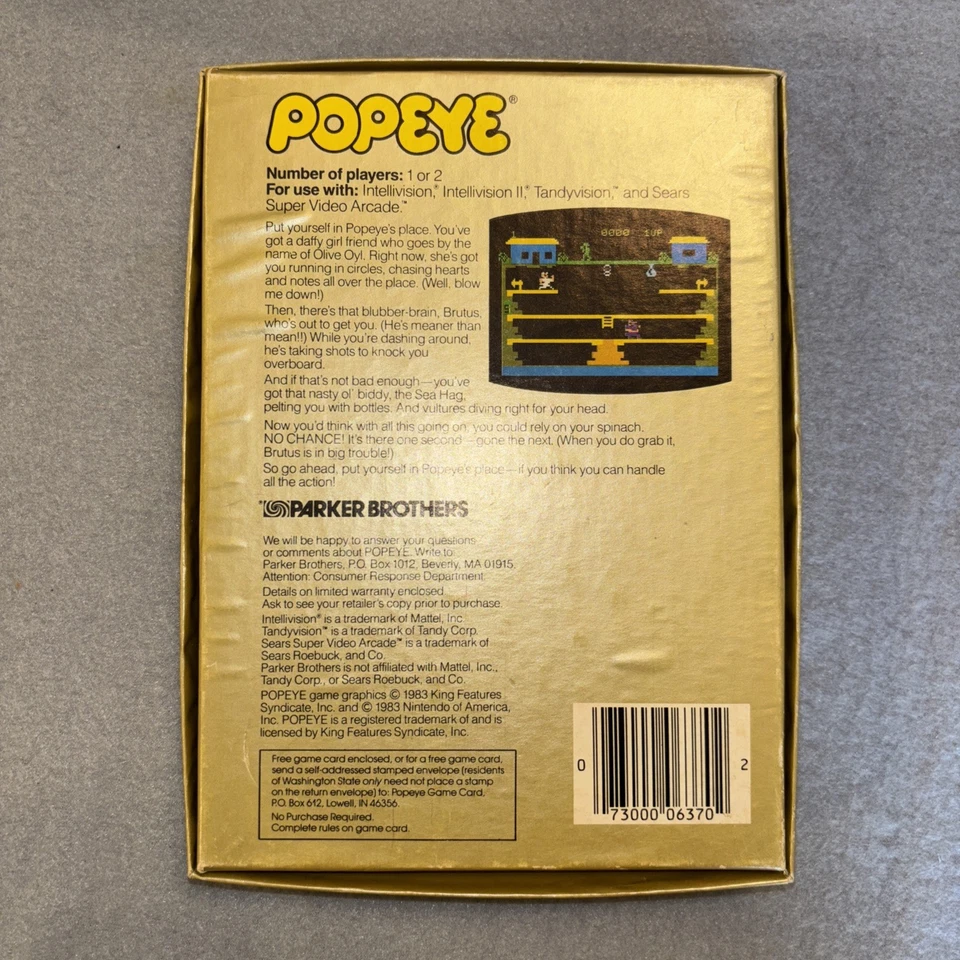 POPEYE®
Number of players: 1 or 2
For use with: Intellivision,® Intellivision II,® Tandyvision,™ and Sears
Super Video Arcade.™
Put yourself in Popeye's place. You've
got a daffy girl friend who goes by the
name of Olive Oyl. Right now, she's got
you running in circles, chasing hearts
and notes all over the place. (Well, blow
me down!)
Then, there's that blubber-brain, Brutus,
who's out to get you. (He's meaner than
mean!!) While you're dashing around,
he's taking shots to knock you
overboard.
And if that's not bad enough—you've
got that nasty ol' biddy, the Sea Hag,
pelting you with bottles. And vultures diving right for your head.
Now you'd think with all this going on, you could rely on your spinach.
NO CHANCE! It's there one second—gone the next. (When you do grab it,
Brutus is in big trouble!)
So go ahead, put yourself in Popeye's place—if you think you can handle
all the action!
0000 1UP
PARKER BROTHERS
We will be happy to answer your questions
or comments about POPEYE. Write to:
Parker Brothers, P.O. Box 1012, Beverly, MA 01915,
Attention: Consumer Response Department.
Details on limited warranty enclosed.
Ask to see your retailer's copy prior to purchase.
Intellivision® is a trademark of Mattel, Inc.
Tandyvision™ is a trademark of Tandy Corp.
Sears Super Video Arcade™ is a trademark of
Sears Roebuck, and Co.
Parker Brothers is not affiliated with Mattel, Inc.,
Tandy Corp., or Sears Roebuck, and Co.
POPEYE game graphics © 1983 King Features
Syndicate, Inc. and © 1983 Nintendo of America,
Inc. POPEYE is a registered trademark of and is
licensed by King Features Syndicate, Inc.
Free game card enclosed, or for a free game card,
send a self-addressed stamped envelope (residents
of Washington State only need not place a stamp
on the return envelope) to: Popeye Game Card,
P.O. Box 612, Lowell, IN 46356.
No Purchase Required.
Complete rules on game card.
0 73000 06370 2